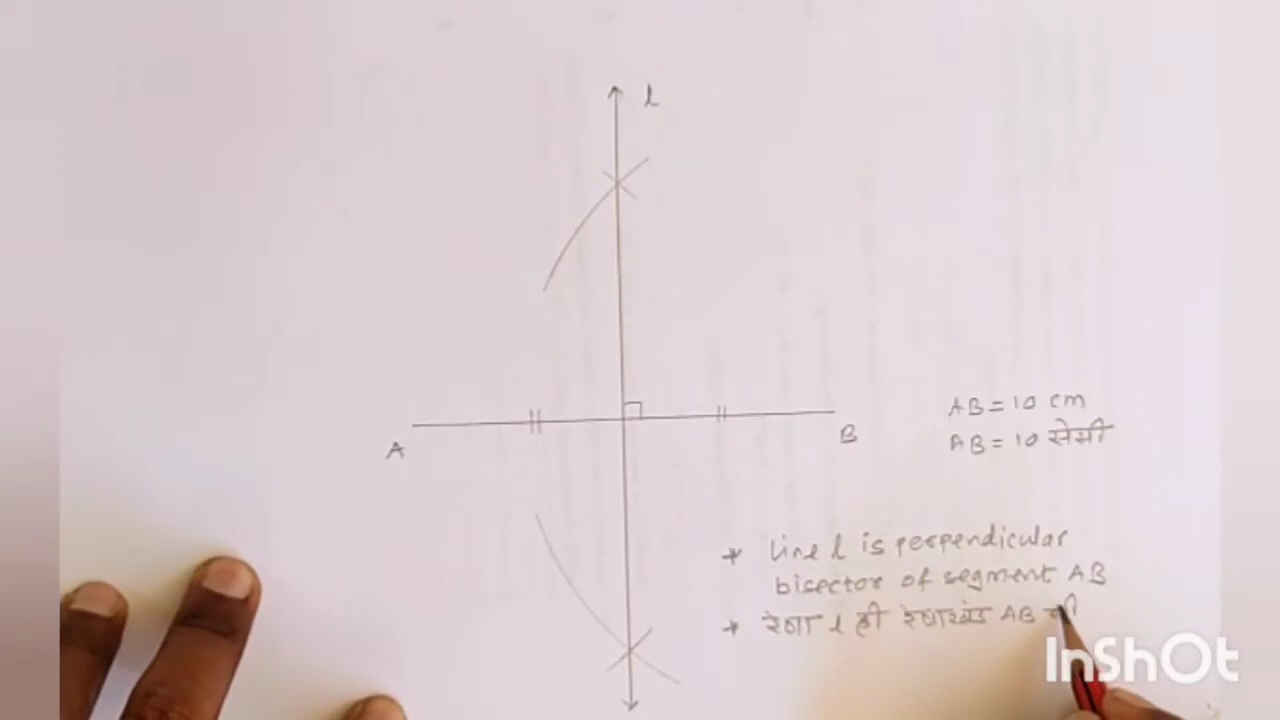 l
A
B
AB = 10 cm
AB = 10 सेमी
* Line l is perpendicular
bisector of segment AB
* रेषा l ही रेषाखंड AB ची
InShOt